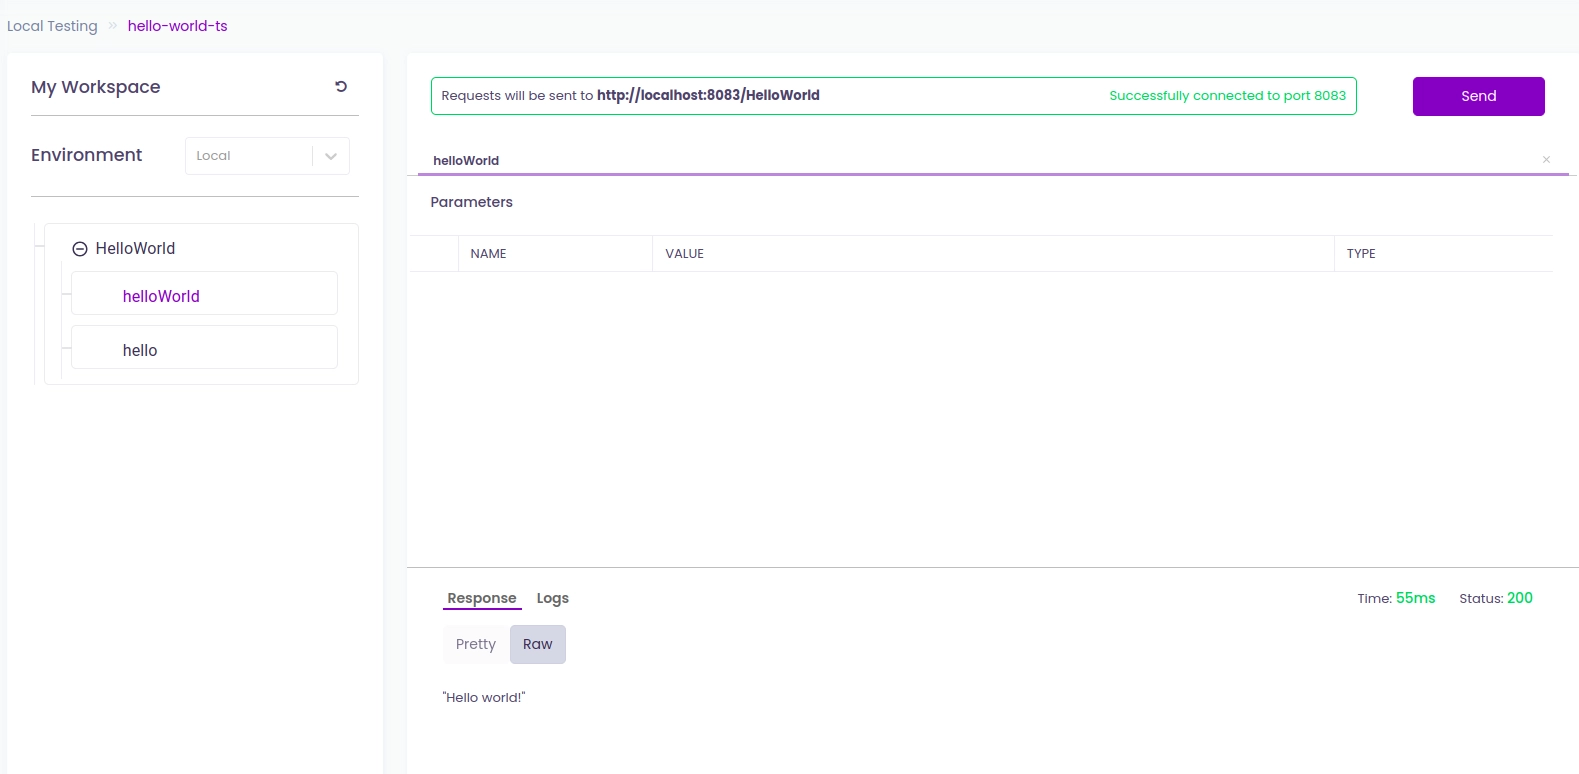 Local Testing » hello-world-ts
My Workspace
Environment
Local
HelloWorld
helloWorld
hello
Requests will be sent to http://localhost:8083/HelloWorld
Successfully connected to port 8083
Send
helloWorld
×
Parameters
NAME
VALUE
TYPE
Response
Logs
Time: 55ms
Status: 200
Pretty
Raw
"Hello world!"